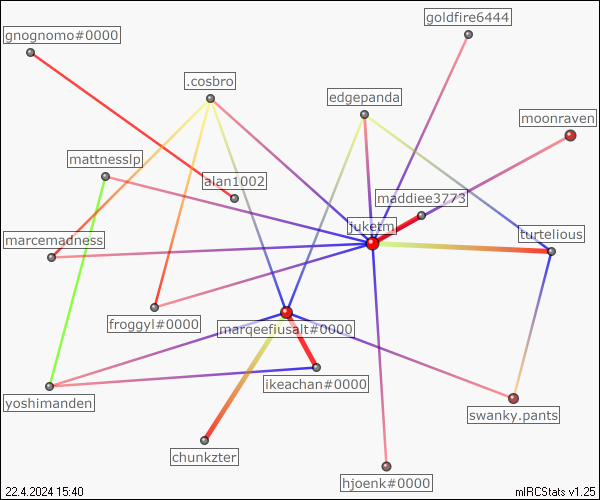 goldfire6444
gnognomo#0000
.cosbro
edgepanda
moonraven
mattnesslp
alan1002
maddiee3773
juketm
marcemadness
turtelious
froggyl#0000
marqeefiusalt#0000
ikeachan#0000
yoshimanden
swanky.pants
chunkzter
hjoenk#0000
22.4.2024 15:40
mIRCStats v1.25